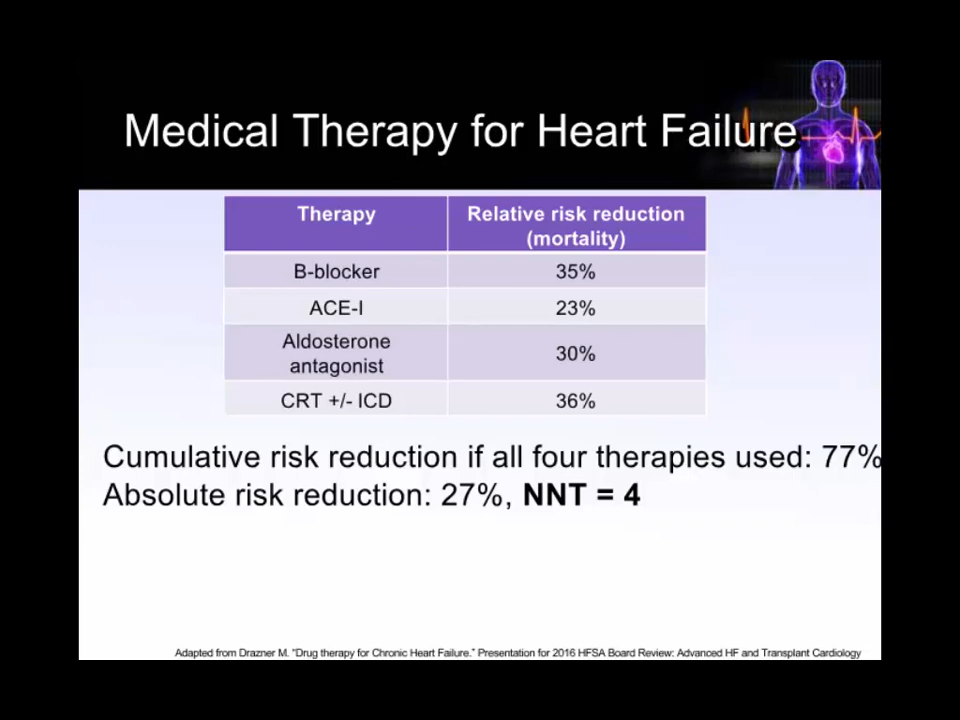 Medical Therapy for Heart Failure
Therapy
Relative risk reduction
(mortality)
B-blocker
35%
ACE-I
23%
Aldosterone
antagonist
30%
CRT +/- ICD
36%
Cumulative risk reduction if all four therapies used: 77%
Absolute risk reduction: 27%, NNT = 4
Adapted from Drazner M. “Drug therapy for Chronic Heart Failure.” Presentation for 2016 HFSA Board Review: Advanced HF and Transplant Cardiology